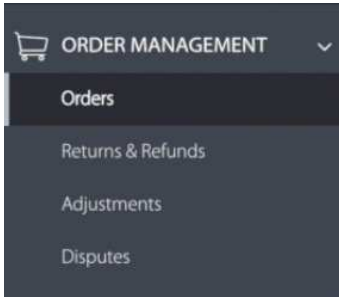 ORDER MANAGEMENT
Orders
Returns & Refunds
Adjustments
Disputes